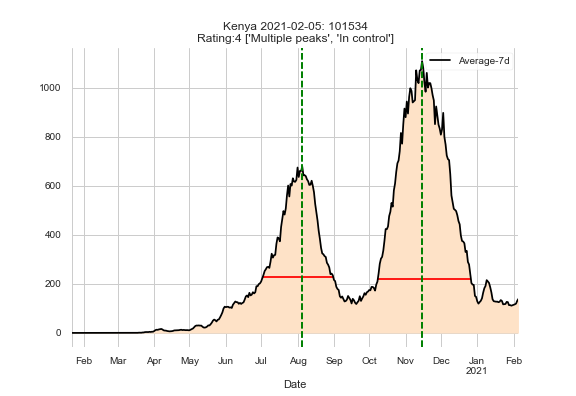 Kenya 2021-02-05: 101534
Rating:4 ['Multiple peaks', 'In control']
Average-7d
1000
800
600
400
200
0
Feb Mar Apr May Jun Jul Aug Sep Oct Nov Dec Jan Feb
2021
Date